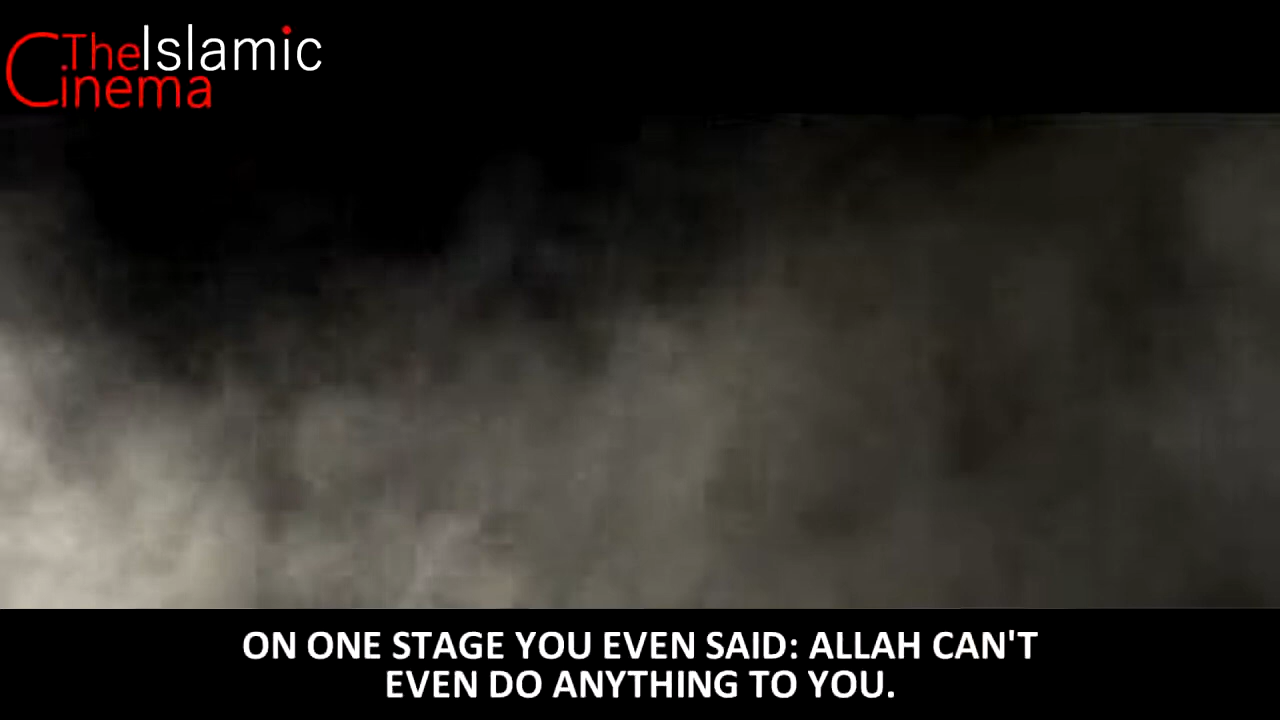 TheIslamic
Cinema
ON ONE STAGE YOU EVEN SAID: ALLAH CAN'T
EVEN DO ANYTHING TO YOU.